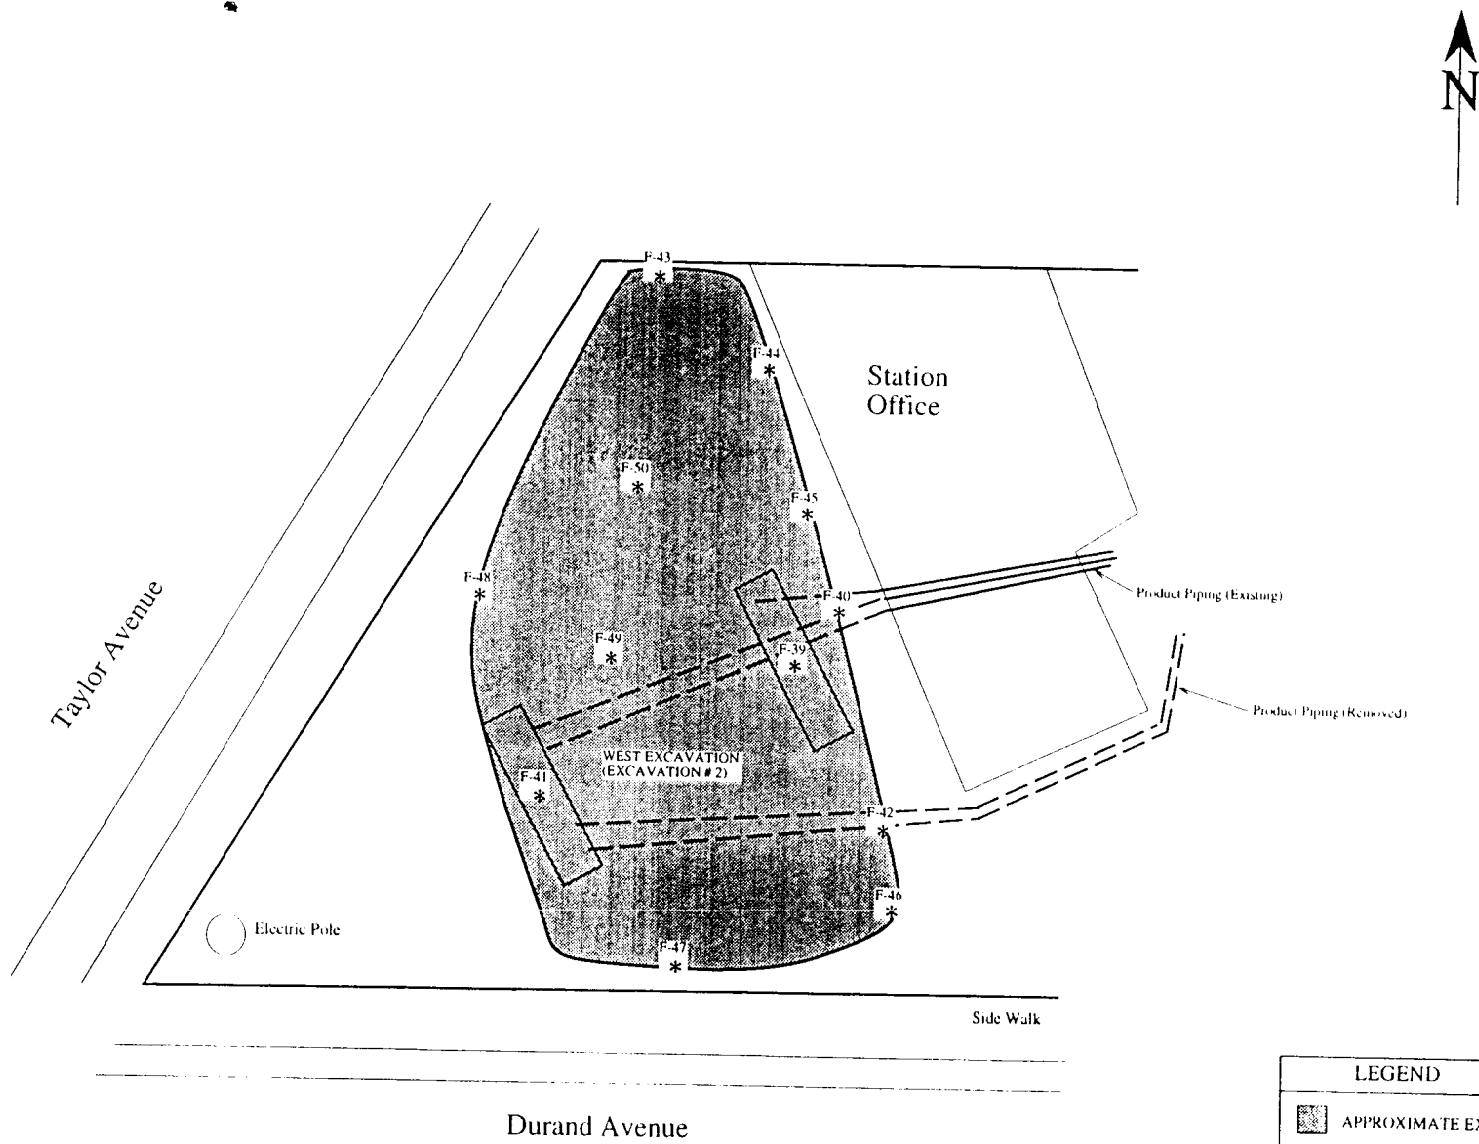 N
F-43
F-44
Station
Office
F-50
F-45
F-48
F-40
Product Piping (Existing)
F-49
F-39
Taylor Avenue
Product Piping (Removed)
WEST EXCAVATION
(EXCAVATION # 2)
F-41
F-42
F-46
Electric Pole
F-47
Side Walk
LEGEND
APPROXIMATE EX
Durand Avenue